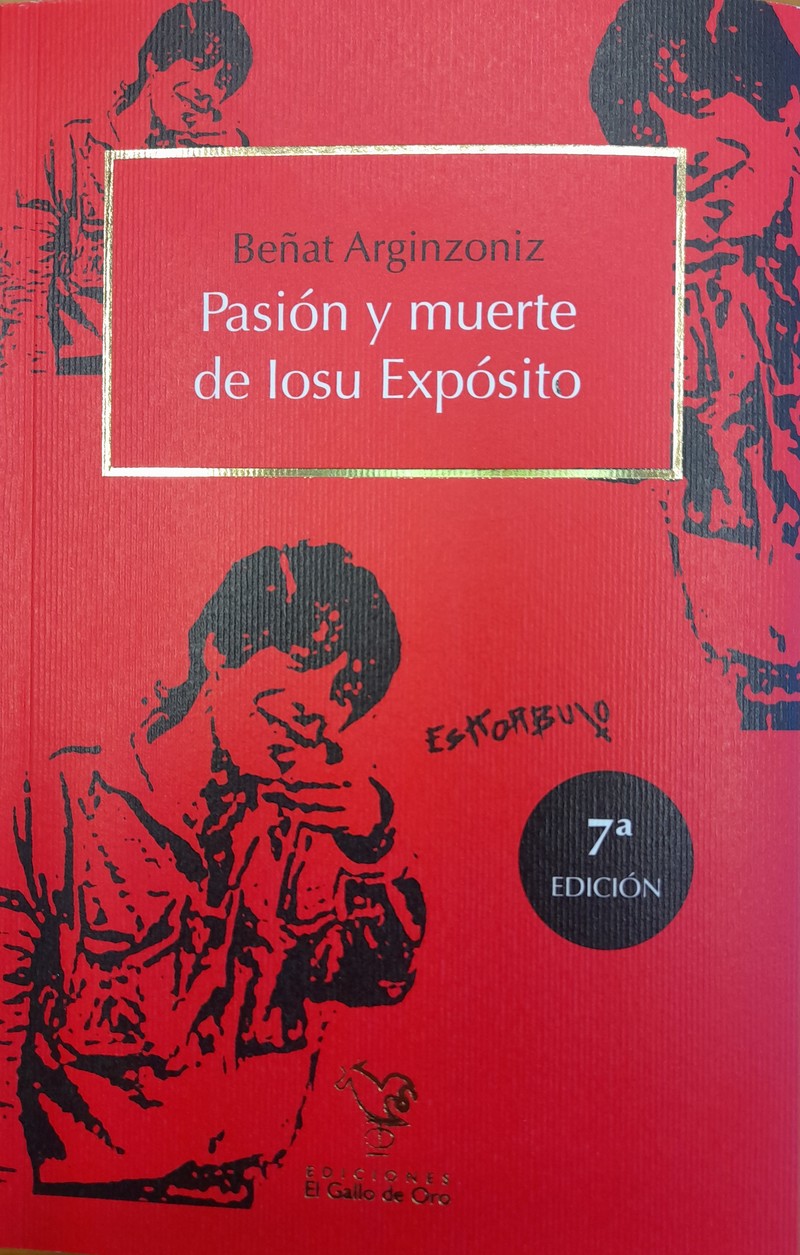 Beñat Arginzoniz
Pasión y muerte
de Iosu Expósito
EsKoRBUto
7ª
EDICIÓN
EDICIONES
El Gallo de Oro